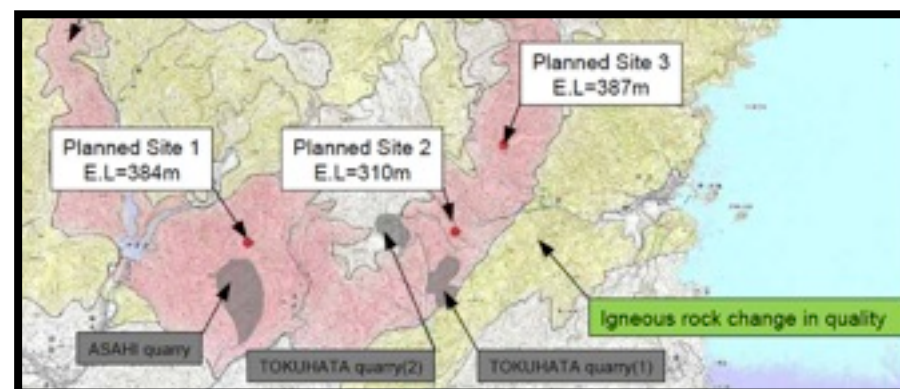 Planned Site 3
E.L=387m
Planned Site 1
E.L=384m
Planned Site 2
E.L=310m
Igneous rock change in quality
ASAHI quarry
TOKUHATA quarry(2)
TOKUHATA quarry(1)